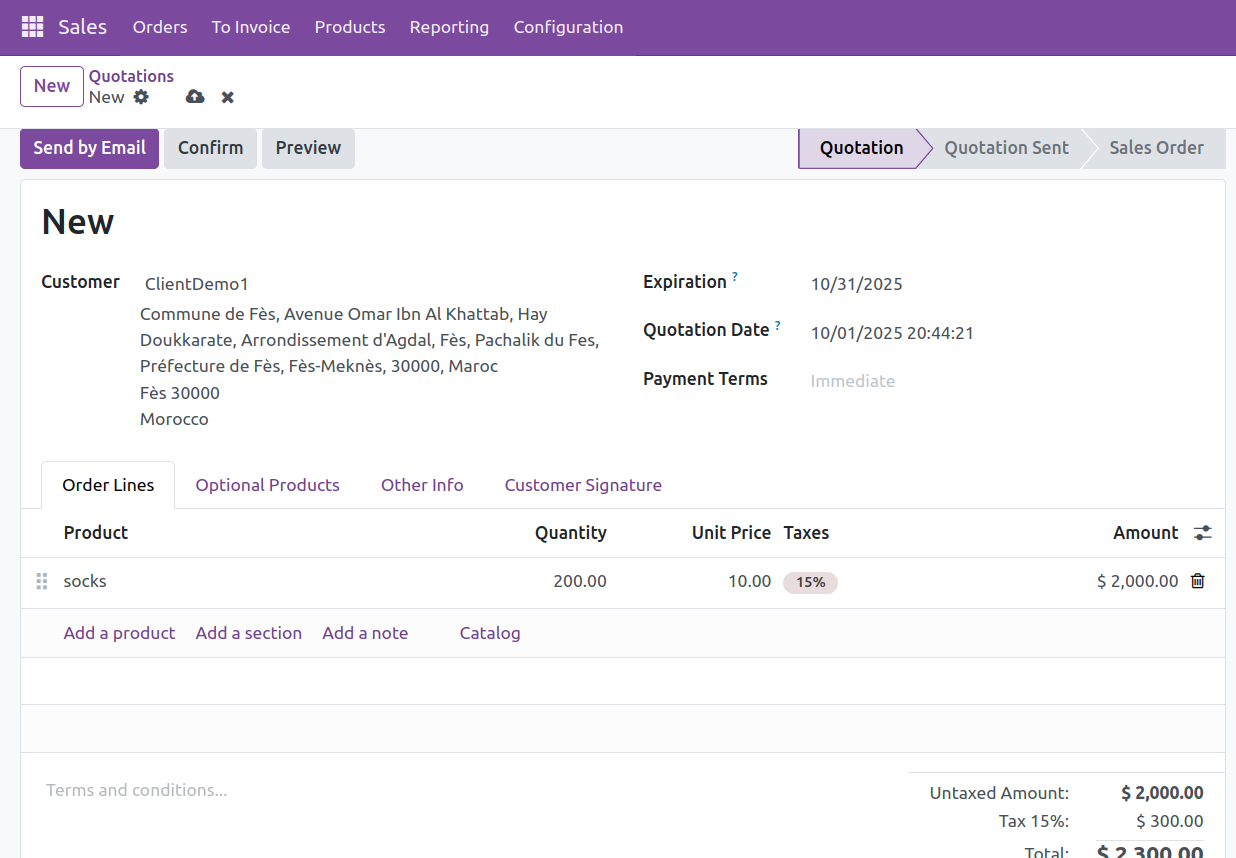 Sales Orders To Invoice Products Reporting Configuration
New Quotations
New
Send by Email Confirm Preview Quotation Quotation Sent Sales Order
New
Customer ClientDemo1
Commune de Fès, Avenue Omar Ibn Al Khattab, Hay
Doukkarate, Arrondissement d'Agdal, Fès, Pachalik du Fes,
Préfecture de Fès, Fès-Meknès, 30000, Maroc
Fès 30000
Morocco
Expiration ? 10/31/2025
Quotation Date ? 10/01/2025 20:44:21
Payment Terms Immediate
Order Lines Optional Products Other Info Customer Signature
Product Quantity Unit Price Taxes Amount
socks 200.00 10.00 15% $ 2,000.00
Add a product Add a section Add a note Catalog
Terms and conditions...
Untaxed Amount: $ 2,000.00
Tax 15%: $ 300.00
Total: $ 2,300.00